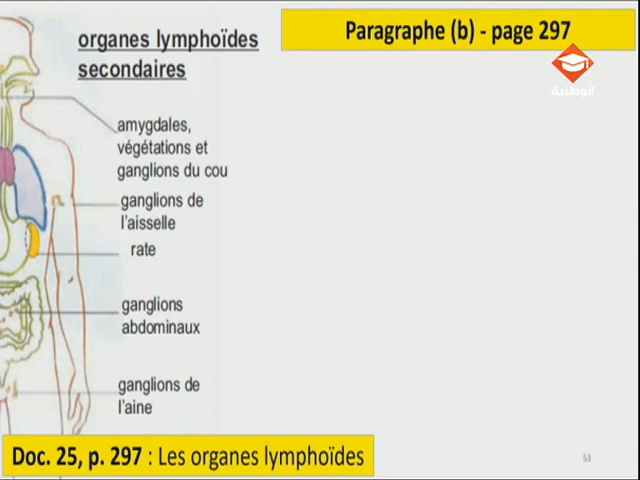 Paragraphe (b) - page 297
الوطنية
organes lymphoïdes
secondaires
amygdales,
végétations et
ganglions du cou
ganglions de
l'aisselle
rate
ganglions
abdominaux
ganglions de
l'aine
Doc. 25, p. 297 : Les organes lymphoïdes
53